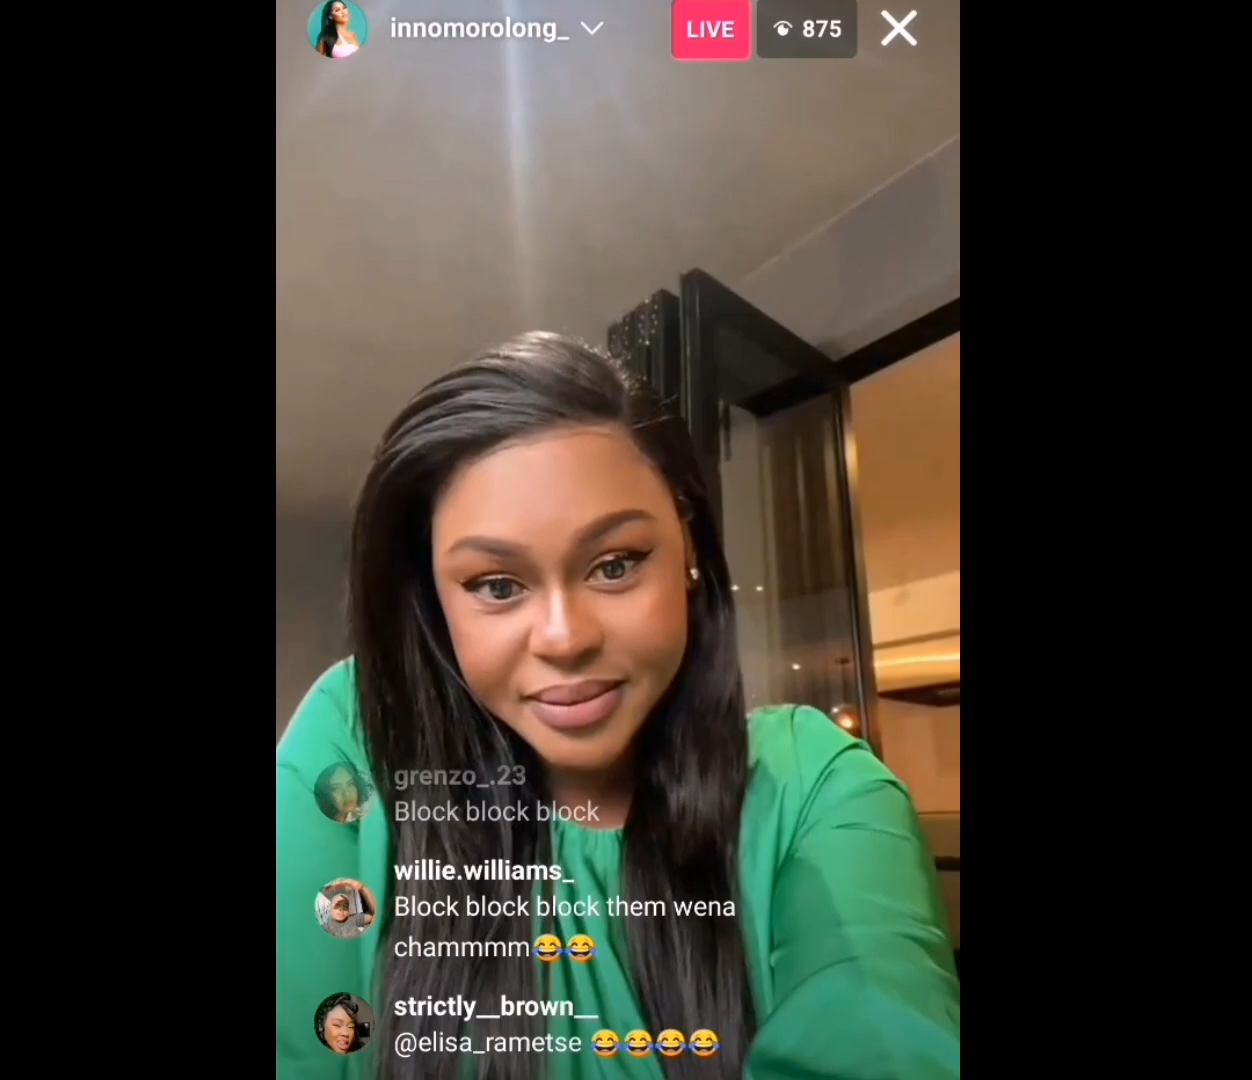 innomorolong_
LIVE
875
grenzo_.23
Block block block
willie.williams_
Block block block them wena
chammmm😂😂
strictly__brown__
@elisa_rametse 😂😂😂😂